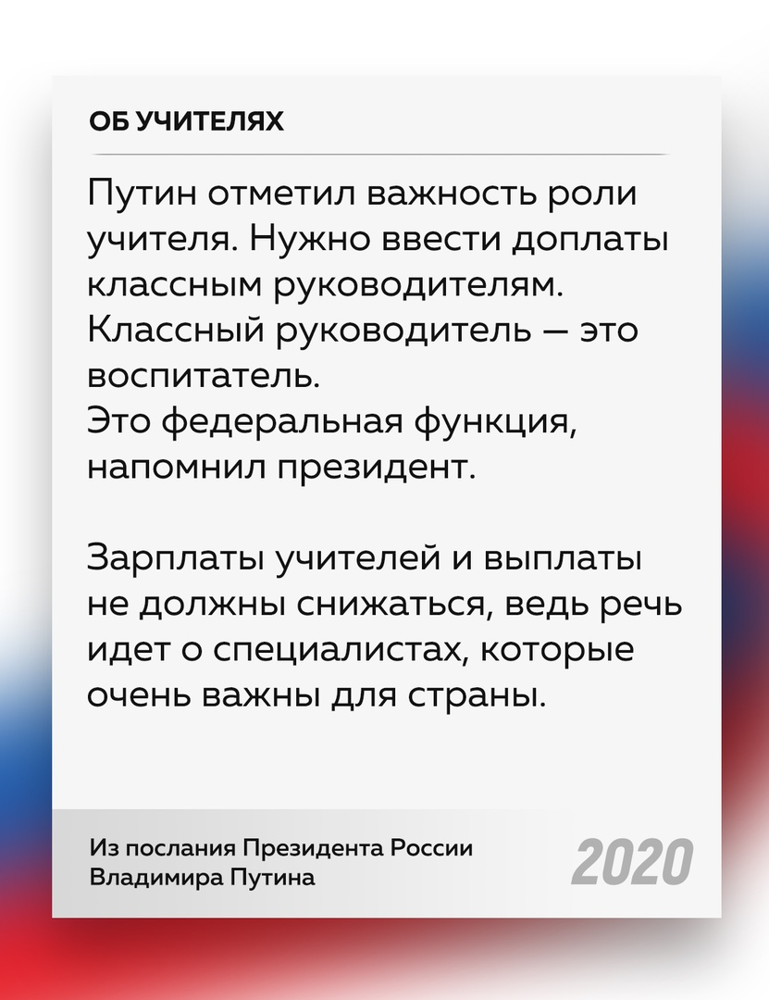 ОБ УЧИТЕЛЯХ
Путин отметил важность роли
учителя. Нужно ввести доплаты
классным руководителям.
Классный руководитель — это
воспитатель.
Это федеральная функция,
напомнил президент.
Зарплаты учителей и выплаты
не должны снижаться, ведь речь
идет о специалистах, которые
очень важны для страны.
Из послания Президента России
Владимира Путина
2020